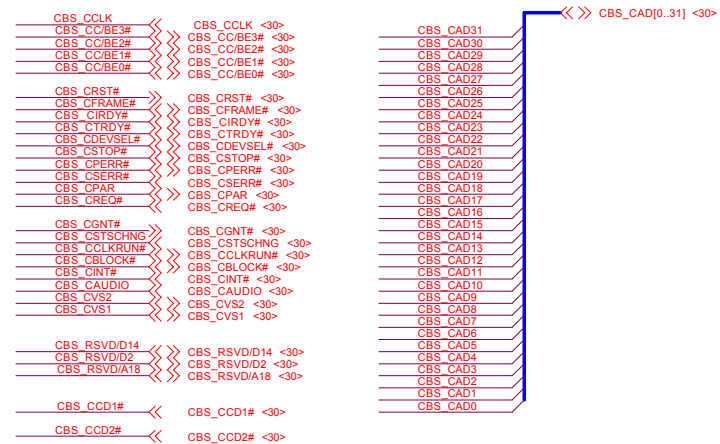 CBS_CCLK CBS_CCLK <30>
CBS_CC/BE3# CBS_CC/BE3# <30>
CBS_CC/BE2# CBS_CC/BE2# <30>
CBS_CC/BE1# CBS_CC/BE1# <30>
CBS_CC/BE0# CBS_CC/BE0# <30>
CBS_CRST# CBS_CRST# <30>
CBS_CFRAME# CBS_CFRAME# <30>
CBS_CIRDY# CBS_CIRDY# <30>
CBS_CTRDY# CBS_CTRDY# <30>
CBS_CDEVSEL# CBS_CDEVSEL# <30>
CBS_CSTOP# CBS_CSTOP# <30>
CBS_CPERR# CBS_CPERR# <30>
CBS_CSERR# CBS_CSERR# <30>
CBS_CPAR CBS_CPAR <30>
CBS_CREQ# CBS_CREQ# <30>
CBS_CGNT# CBS_CGNT# <30>
CBS_CSTSCHNG CBS_CSTSCHNG <30>
CBS_CCLKRUN# CBS_CCLKRUN# <30>
CBS_CBLOCK# CBS_CBLOCK# <30>
CBS_CINT# CBS_CINT# <30>
CBS_CAUDIO CBS_CAUDIO <30>
CBS_CVS2 CBS_CVS2 <30>
CBS_CVS1 CBS_CVS1 <30>
CBS_RSVD/D14 CBS_RSVD/D14 <30>
CBS_RSVD/D2 CBS_RSVD/D2 <30>
CBS_RSVD/A18 CBS_RSVD/A18 <30>
CBS_CCD1# CBS_CCD1# <30>
CBS_CCD2# CBS_CCD2# <30>
CBS_CAD[0..31] <30>
CBS_CAD31
CBS_CAD30
CBS_CAD29
CBS_CAD28
CBS_CAD27
CBS_CAD26
CBS_CAD25
CBS_CAD24
CBS_CAD23
CBS_CAD22
CBS_CAD21
CBS_CAD20
CBS_CAD19
CBS_CAD18
CBS_CAD17
CBS_CAD16
CBS_CAD15
CBS_CAD14
CBS_CAD13
CBS_CAD12
CBS_CAD11
CBS_CAD10
CBS_CAD9
CBS_CAD8
CBS_CAD7
CBS_CAD6
CBS_CAD5
CBS_CAD4
CBS_CAD3
CBS_CAD2
CBS_CAD1
CBS_CAD0